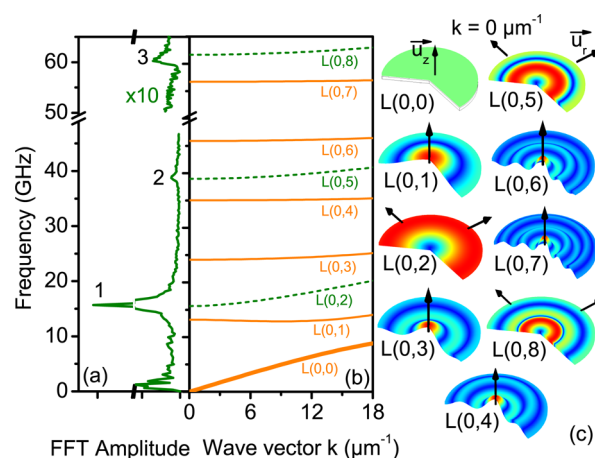 3
x10
2
1
(a)
65
60
55
50
40
30
20
10
0
Frequency (GHz)
FFT Amplitude
L(0,8)
L(0,7)
L(0,6)
L(0,5)
L(0,4)
L(0,3)
L(0,2)
L(0,1)
L(0,0)
(b)
0 6 12 18
Wave vector k (μm⁻¹)
k = 0 μm⁻¹
u_z
u_r
L(0,0)
L(0,5)
L(0,1)
L(0,6)
L(0,2)
L(0,7)
L(0,3)
L(0,8)
L(0,4)
(c)